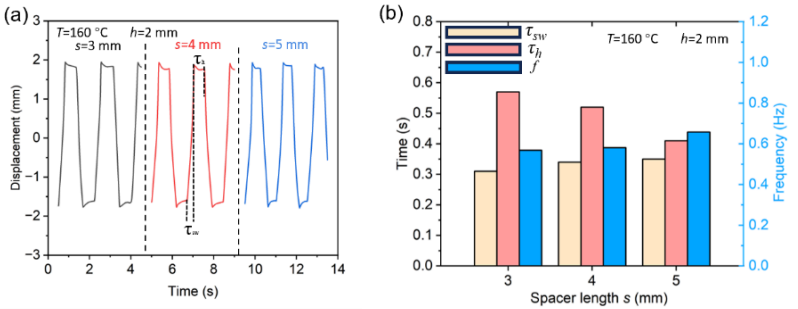 (a)
T=160 °C h=2 mm
s=3 mm s=4 mm s=5 mm
τh
τsw
Displacement (mm)
3
2
1
0
−1
−2
−3
0 2 4 6 8 10 12 14
Time (s)
(b)
τsw
τh
f
T=160 °C h=2 mm
Time (s)
0.8
0.7
0.6
0.5
0.4
0.3
0.2
0.1
0.0
Frequency (Hz)
1.2
1.0
0.8
0.6
0.4
0.2
0.0
3 4 5
Spacer length s (mm)